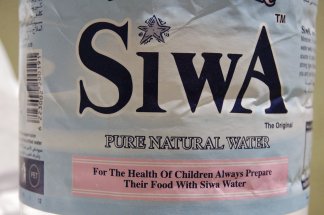 SiWA
TM
The Original
PURE NATURAL WATER
For The Health Of Children Always Prepare
Their Food With Siwa Water
PET